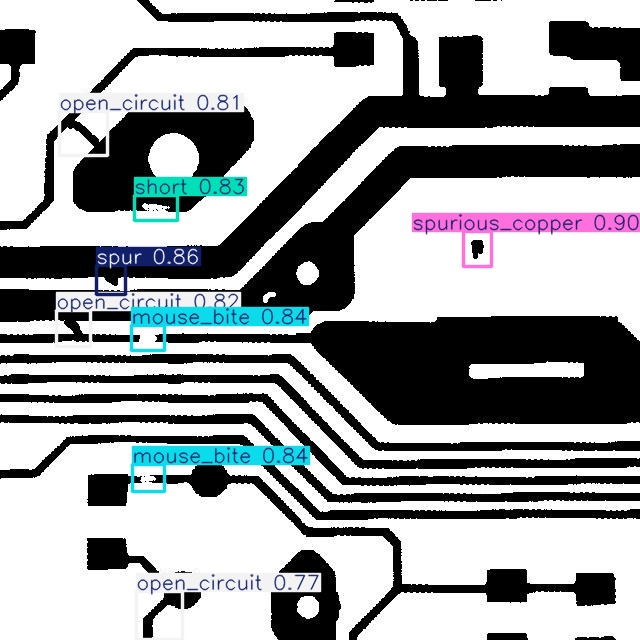 open_circuit 0.81
short 0.83
spurious_copper 0.90
spur 0.86
open_circuit 0.82
mouse_bite 0.84
mouse_bite 0.84
open_circuit 0.77